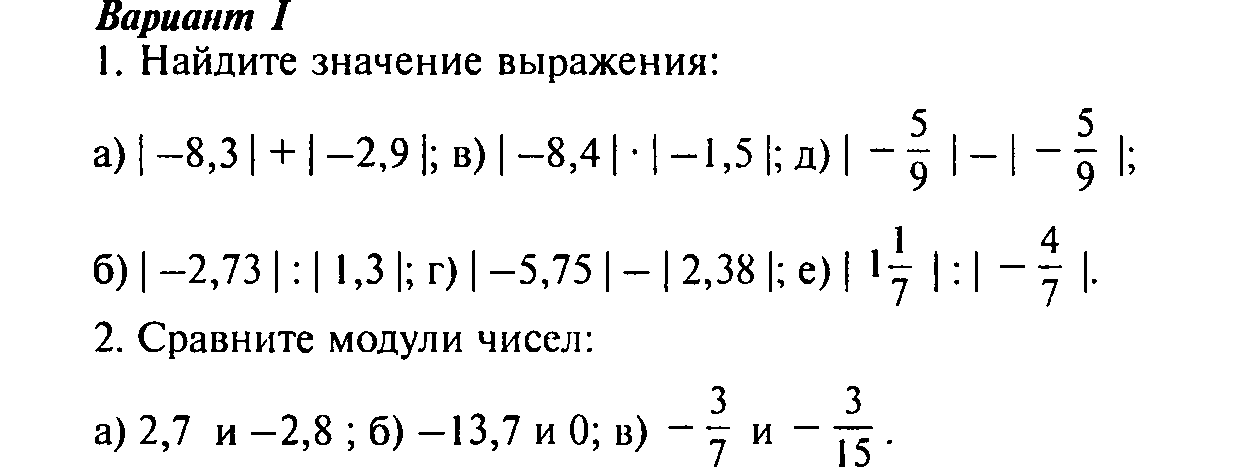 Вариант I
1. Найдите значение выражения:
а) | −8,3 | + | −2,9 |; в) | −8,4 | · | −1,5 |; д) | −5/9 | − | −5/9 |;
б) | −2,73 | : | 1,3 |; г) | −5,75 | − | 2,38 |; е) | 1 1/7 | : | −4/7 |.
2. Сравните модули чисел:
а) 2,7 и −2,8 ; б) −13,7 и 0; в) −3/7 и −3/15 .